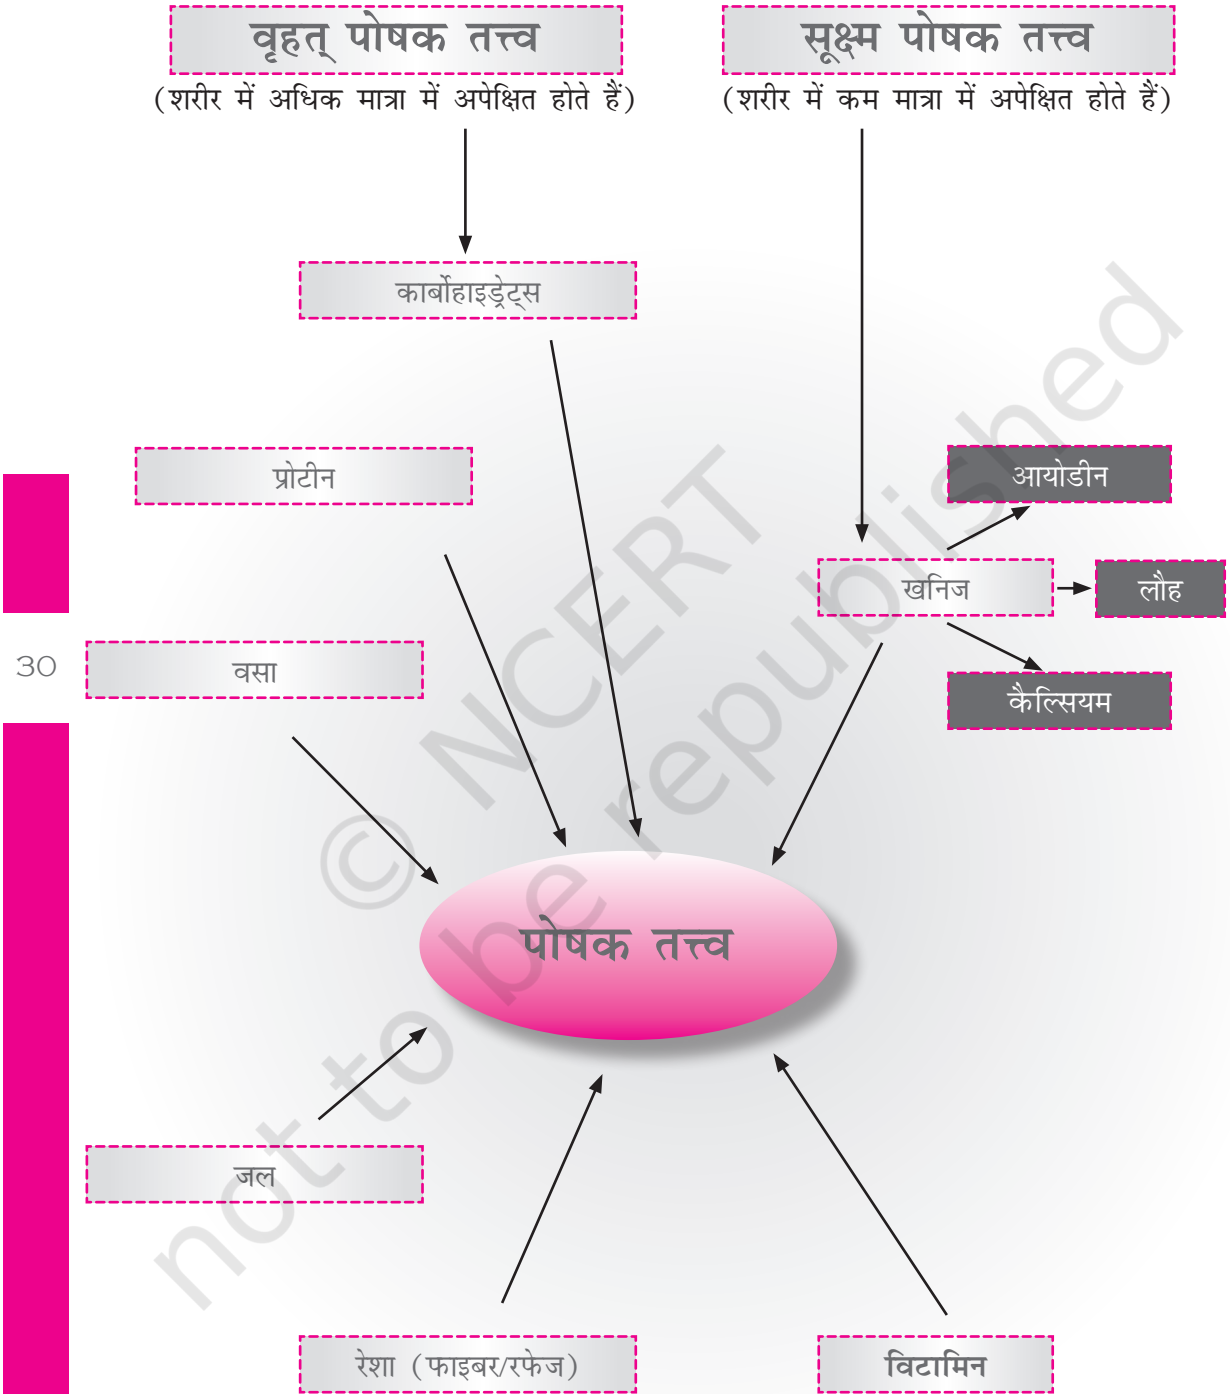 वृहत् पोषक तत्त्व
सूक्ष्म पोषक तत्त्व
(शरीर में अधिक मात्रा में अपेक्षित होते हैं)
(शरीर में कम मात्रा में अपेक्षित होते हैं)
कार्बोहाइड्रेट्स
प्रोटीन
आयोडीन
खनिज
लौह
30
वसा
कैल्सियम
पोषक तत्त्व
जल
रेशा (फाइबर/रफेज)
विटामिन
© NCERT
not to be republished